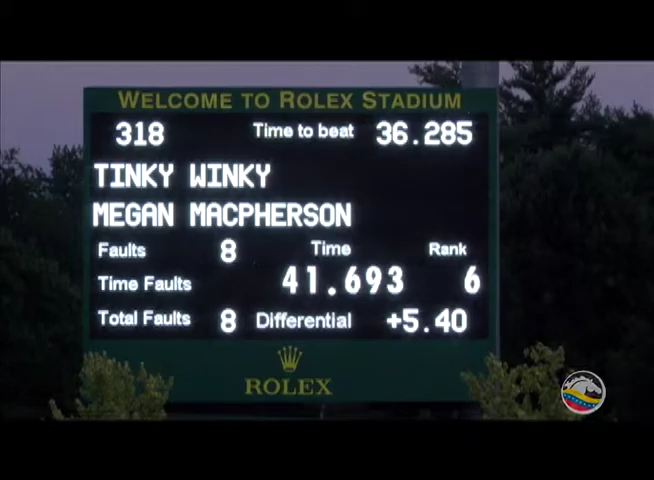 WELCOME TO ROLEX STADIUM
318 Time to beat 36.285
TINKY WINKY
MEGAN MACPHERSON
Faults 8 Time Rank
Time Faults 41.693 6
Total Faults 8 Differential +5.40
ROLEX